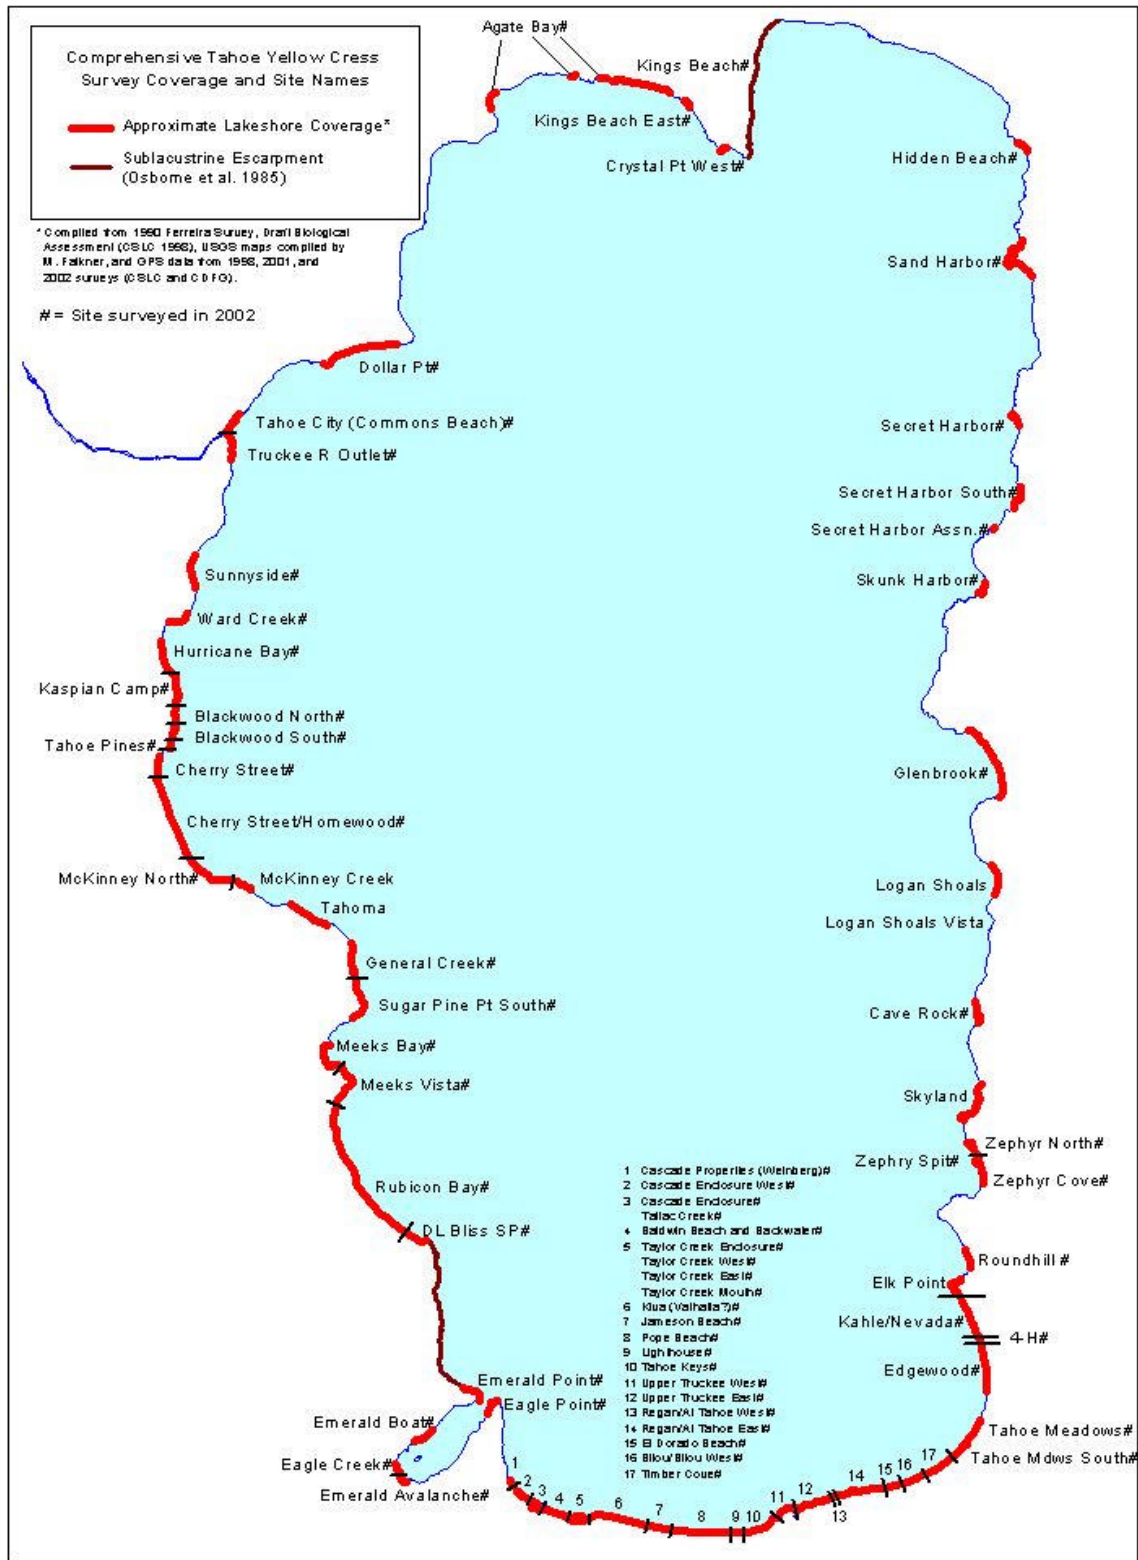 Comprehensive Tahoe Yellow Cress
Survey Coverage and Site Names
Approximate Lakeshore Coverage*
Sublacustrine Escarpment
(Osborne et al. 1985)
* Compiled from 1990 Ferreira Survey, Draft Biological
Assessment (CSLC 1998), USGS maps compiled by
M. Falkner, and GPS data from 1998, 2001, and
2002 surveys (CSLC and CDFG).
# = Site surveyed in 2002
Agate Bay#
Kings Beach#
Kings Beach East#
Crystal Pt West#
Hidden Beach#
Sand Harbor#
Dollar Pt#
Tahoe City (Commons Beach)#
Truckee R Outlet#
Secret Harbor#
Secret Harbor South#
Secret Harbor Assn.#
Skunk Harbor#
Sunnyside#
Ward Creek#
Hurricane Bay#
Kaspian Camp#
Blackwood North#
Blackwood South#
Tahoe Pines#
Cherry Street#
Cherry Street/Homewood#
McKinney North#
McKinney Creek
Tahoma
General Creek#
Sugar Pine Pt South#
Meeks Bay#
Meeks Vista#
Rubicon Bay#
DL Bliss SP#
Glenbrook#
Logan Shoals
Logan Shoals Vista
Cave Rock#
Skyland
Zephyr North#
Zephry Spit#
Zephyr Cove#
Roundhill #
Elk Point
Kahle/Nevada#
4-H#
Edgewood#
Tahoe Meadows#
Tahoe Mdws South#
Emerald Point#
Eagle Point#
Emerald Boat#
Eagle Creek#
Emerald Avalanche#
1 Cascade Properties (Weinberg)#
2 Cascade Enclosure West#
3 Cascade Enclosure#
Tallac Creek#
4 Baldwin Beach and Backwater#
5 Taylor Creek Enclosure#
Taylor Creek West#
Taylor Creek East#
Taylor Creek Mouth#
6 Kiva (Valhalla?)#
7 Jameson Beach#
8 Pope Beach#
9 Lighthouse#
10 Tahoe Keys#
11 Upper Truckee West#
12 Upper Truckee East#
13 Regan/Al Tahoe West#
14 Regan/Al Tahoe East#
15 El Dorado Beach#
16 Bijou/Bijou West#
17 Timber Cove#
1
2
3
4
5
6
7
8
9
10
11
12
13
14
15
16
17